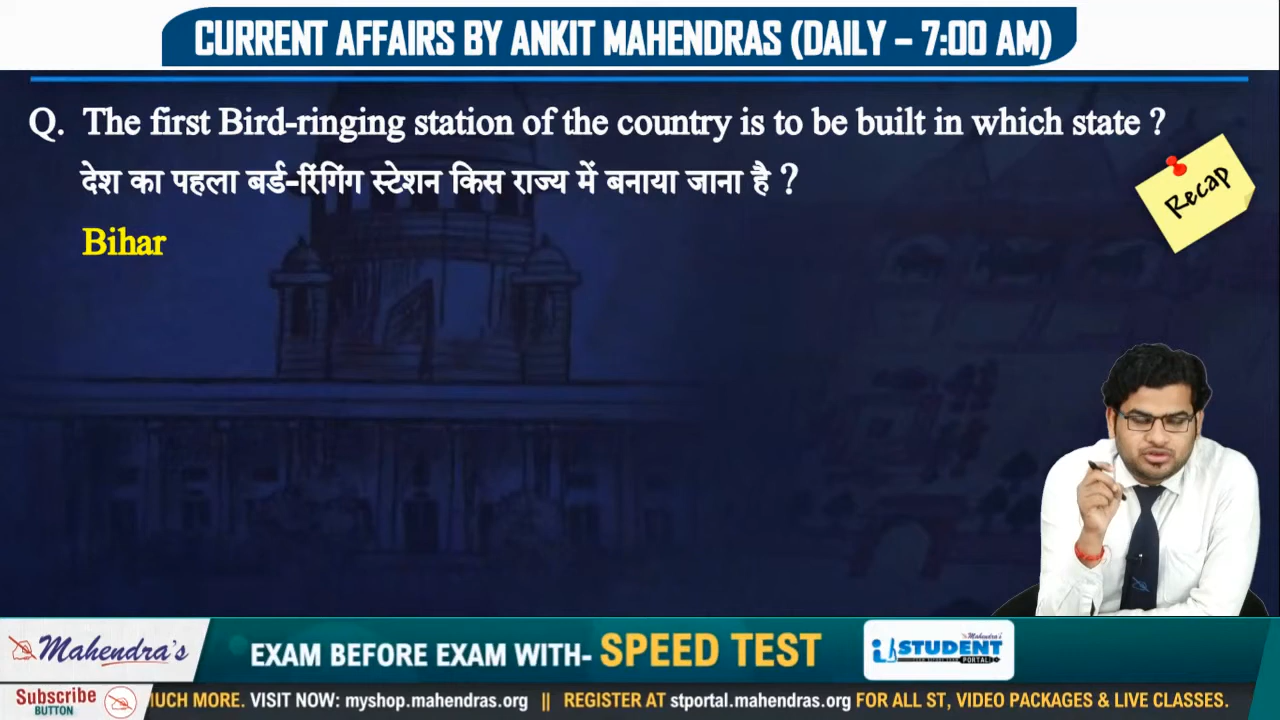 CURRENT AFFAIRS BY ANKIT MAHENDRAS (DAILY – 7:00 AM)
Q. The first Bird-ringing station of the country is to be built in which state ?
देश का पहला बर्ड-रिंगिंग स्टेशन किस राज्य में बनाया जाना है ?
Recap
Bihar
Mahendra's
EXAM BEFORE EXAM WITH- SPEED TEST
Mahendra's
STUDENT
PORTAL
Subscribe
BUTTON
MUCH MORE. VISIT NOW: myshop.mahendras.org || REGISTER AT stportal.mahendras.org FOR ALL ST, VIDEO PACKAGES & LIVE CLASSES.